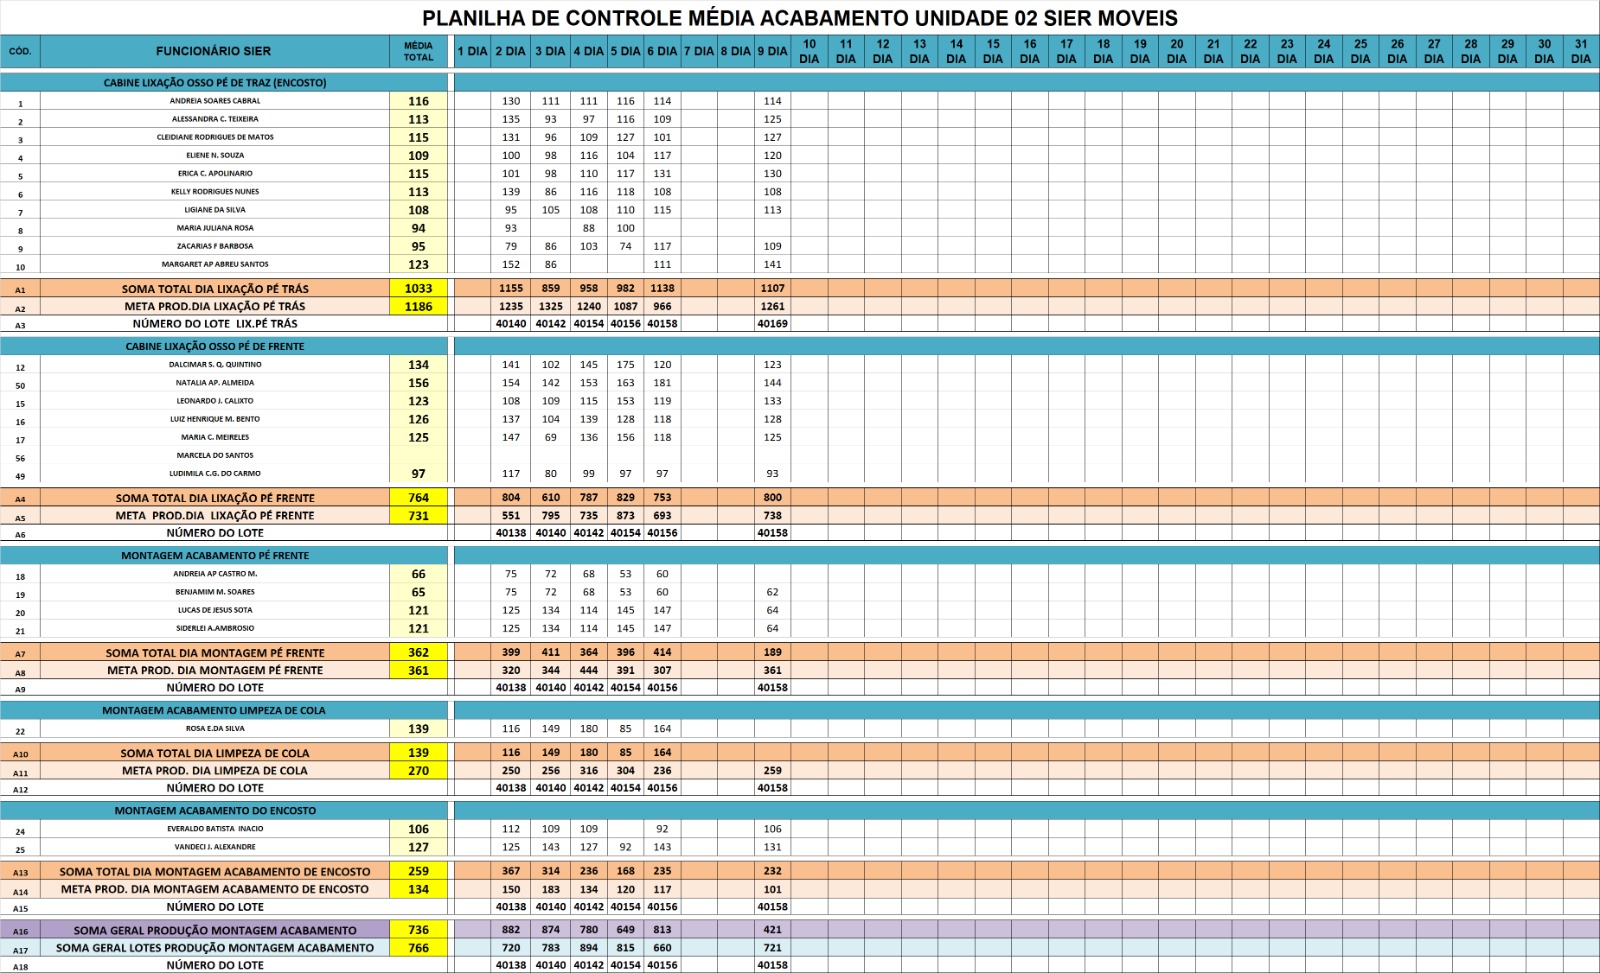 PLANILHA DE CONTROLE MÉDIA ACABAMENTO UNIDADE 02 SIER MOVEIS
CÓD. FUNCIONÁRIO SIER MÉDIA TOTAL 1 DIA 2 DIA 3 DIA 4 DIA 5 DIA 6 DIA 7 DIA 8 DIA 9 DIA 10 DIA 11 DIA 12 DIA 13 DIA 14 DIA 15 DIA 16 DIA 17 DIA 18 DIA 19 DIA 20 DIA 21 DIA 22 DIA 23 DIA 24 DIA 25 DIA 26 DIA 27 DIA 28 DIA 29 DIA 30 DIA 31 DIA
CABINE LIXAÇÃO OSSO PÉ DE TRAZ (ENCOSTO)
1 ANDREIA SOARES CABRAL 116 130 111 111 116 114 114
2 ALESSANDRA C. TEIXEIRA 113 135 93 97 116 109 125
3 CLEIDIANE RODRIGUES DE MATOS 115 131 96 109 127 101 127
4 ELIENE N. SOUZA 109 100 98 116 104 117 120
5 ERICA C. APOLINARIO 115 101 98 110 117 131 130
6 KELLY RODRIGUES NUNES 113 139 86 116 118 108 108
7 LIGIANE DA SILVA 108 95 105 108 110 115 113
8 MARIA JULIANA ROSA 94 93 88 100
9 ZACARIAS F BARBOSA 95 79 86 103 74 117 109
10 MARGARET AP ABREU SANTOS 123 152 86 111 141
A1 SOMA TOTAL DIA LIXAÇÃO PÉ TRÁS 1033 1155 859 958 982 1138 1107
A2 META PROD.DIA LIXAÇÃO PÉ TRÁS 1186 1235 1325 1240 1087 966 1261
A3 NÚMERO DO LOTE LIX.PÉ TRÁS 40140 40142 40154 40156 40158 40169
CABINE LIXAÇÃO OSSO PÉ DE FRENTE
12 DALCIMAR S. Q. QUINTINO 134 141 102 145 175 120 123
50 NATALIA AP. ALMEIDA 156 154 142 153 163 181 144
15 LEONARDO J. CALIXTO 123 108 109 115 153 119 133
16 LUIZ HENRIQUE M. BENTO 126 137 104 139 128 118 128
17 MARIA C. MEIRELES 125 147 69 136 156 118 125
56 MARCELA DO SANTOS
49 LUDIMILA C.G. DO CARMO 97 117 80 99 97 97 93
A4 SOMA TOTAL DIA LIXAÇÃO PÉ FRENTE 764 804 610 787 829 753 800
A5 META PROD.DIA LIXAÇÃO PÉ FRENTE 731 551 795 735 873 693 738
A6 NÚMERO DO LOTE 40138 40140 40142 40154 40156 40158
MONTAGEM ACABAMENTO PÉ FRENTE
18 ANDREIA AP CASTRO M. 66 75 72 68 53 60
19 BENJAMIM M. SOARES 65 75 72 68 53 60 62
20 LUCAS DE JESUS SOTA 121 125 134 114 145 147 64
21 SIDERLEI A.AMBROSIO 121 125 134 114 145 147 64
A7 SOMA TOTAL DIA MONTAGEM PÉ FRENTE 362 399 411 364 396 414 189
A8 META PROD. DIA MONTAGEM PÉ FRENTE 361 320 344 444 391 307 361
A9 NÚMERO DO LOTE 40138 40140 40142 40154 40156 40158
MONTAGEM ACABAMENTO LIMPEZA DE COLA
22 ROSA E.DA SILVA 139 116 149 180 85 164
A10 SOMA TOTAL DIA LIMPEZA DE COLA 139 116 149 180 85 164
A11 META PROD. DIA LIMPEZA DE COLA 270 250 256 316 304 236 259
A12 NÚMERO DO LOTE 40138 40140 40142 40154 40156 40158
MONTAGEM ACABAMENTO DO ENCOSTO
24 EVERALDO BATISTA INACIO 106 112 109 109 92 106
25 VANDECI J. ALEXANDRE 127 125 143 127 92 143 131
A13 SOMA TOTAL DIA MONTAGEM ACABAMENTO DE ENCOSTO 259 367 314 236 168 235 232
A14 META PROD. DIA MONTAGEM ACABAMENTO DE ENCOSTO 134 150 183 134 120 117 101
A15 NÚMERO DO LOTE 40138 40140 40142 40154 40156 40158
A16 SOMA GERAL PRODUÇÃO MONTAGEM ACABAMENTO 736 882 874 780 649 813 421
A17 SOMA GERAL LOTES PRODUÇÃO MONTAGEM ACABAMENTO 766 720 783 894 815 660 721
A18 NÚMERO DO LOTE 40138 40140 40142 40154 40156 40158